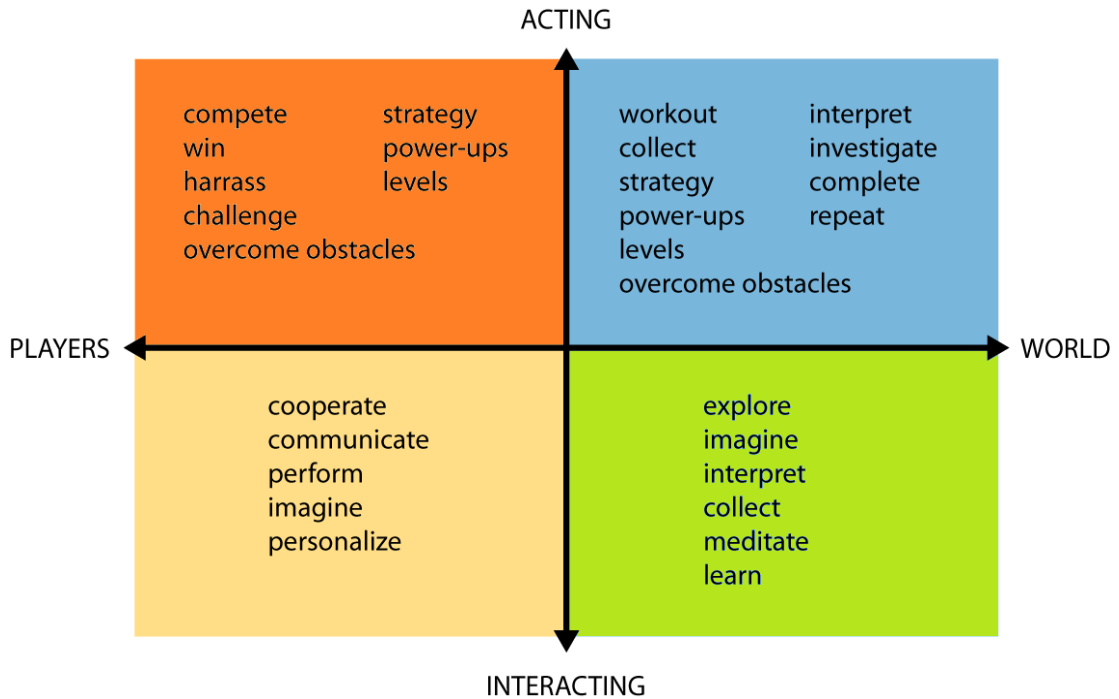 ACTING
compete
win
harrass
challenge
overcome obstacles
strategy
power-ups
levels
workout
collect
strategy
power-ups
levels
overcome obstacles
interpret
investigate
complete
repeat
PLAYERS
WORLD
cooperate
communicate
perform
imagine
personalize
explore
imagine
interpret
collect
meditate
learn
INTERACTING